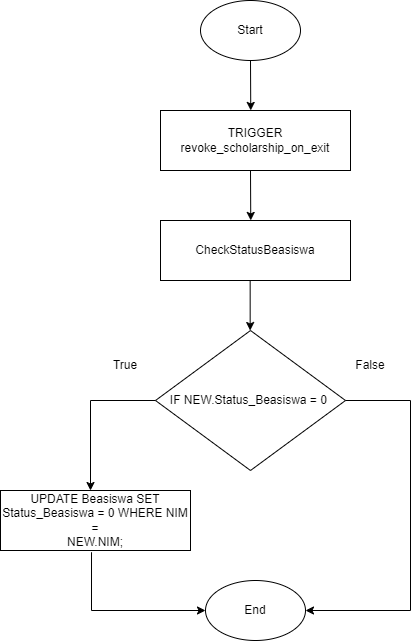 Start
TRIGGER
revoke_scholarship_on_exit
CheckStatusBeasiswa
True
False
IF NEW.Status_Beasiswa = 0
UPDATE Beasiswa SET
Status_Beasiswa = 0 WHERE NIM
=
NEW.NIM;
End